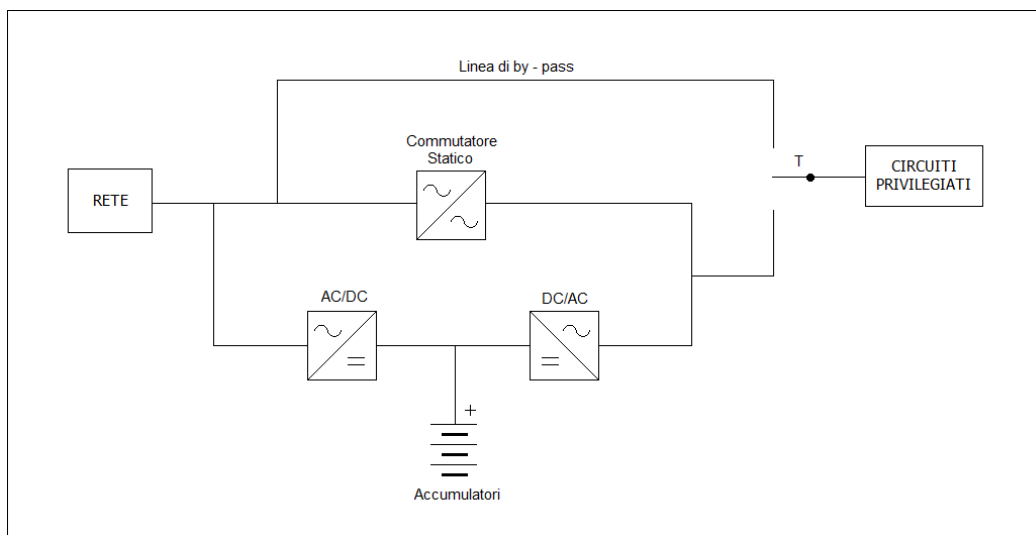 Linea di by - pass
Commutatore
Statico
T
CIRCUITI
PRIVILEGIATI
RETE
AC/DC
DC/AC
+
Accumulatori